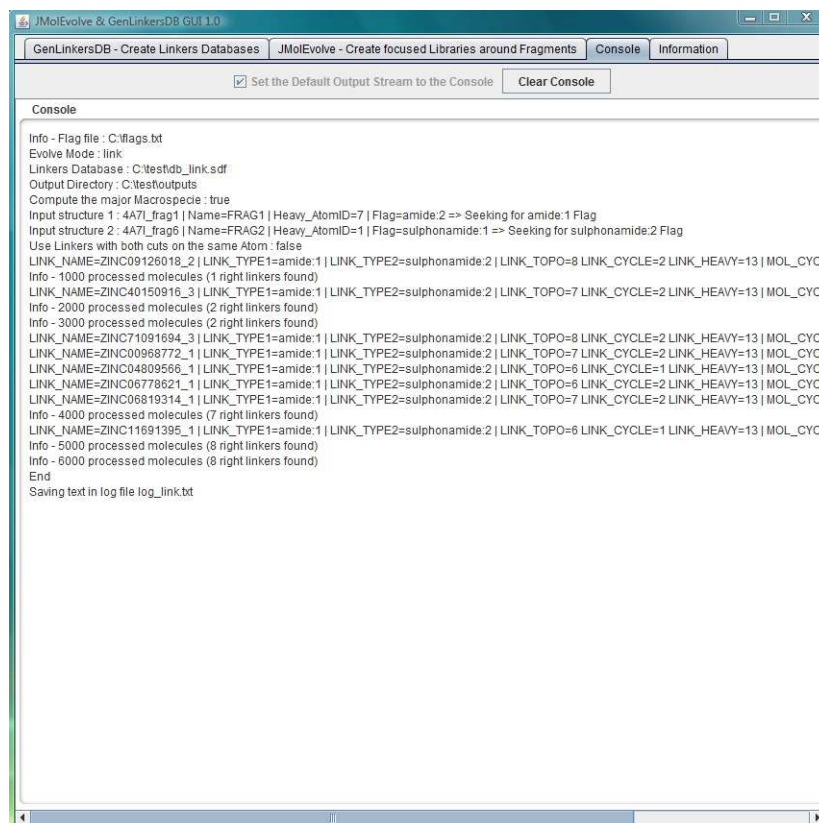 JMolEvolve & GenLinkersDB GUI 1.0
GenLinkersDB - Create Linkers Databases
JMolEvolve - Create focused Libraries around Fragments
Console
Information
Set the Default Output Stream to the Console
Clear Console
Console
Info - Flag file : C:\flags.txt
Evolve Mode : link
Linkers Database : C:\test\db_link.sdf
Output Directory : C:\test\outputs
Compute the major Macrospecie : true
Input structure 1 : 4A7I_frag1 | Name=FRAG1 | Heavy_AtomID=7 | Flag=amide:2 => Seeking for amide:1 Flag
Input structure 2 : 4A7I_frag6 | Name=FRAG2 | Heavy_AtomID=1 | Flag=sulphonamide:1 => Seeking for sulphonamide:2 Flag
Use Linkers with both cuts on the same Atom : false
LINK_NAME=ZINC09126018_2 | LINK_TYPE1=amide:1 | LINK_TYPE2=sulphonamide:2 | LINK_TOPO=8 LINK_CYCLE=2 LINK_HEAVY=13 | MOL_CYC
Info - 1000 processed molecules (1 right linkers found)
LINK_NAME=ZINC40150916_3 | LINK_TYPE1=amide:1 | LINK_TYPE2=sulphonamide:2 | LINK_TOPO=7 LINK_CYCLE=2 LINK_HEAVY=13 | MOL_CYC
Info - 2000 processed molecules (2 right linkers found)
Info - 3000 processed molecules (2 right linkers found)
LINK_NAME=ZINC71091694_3 | LINK_TYPE1=amide:1 | LINK_TYPE2=sulphonamide:2 | LINK_TOPO=8 LINK_CYCLE=2 LINK_HEAVY=13 | MOL_CYC
LINK_NAME=ZINC00968772_1 | LINK_TYPE1=amide:1 | LINK_TYPE2=sulphonamide:2 | LINK_TOPO=7 LINK_CYCLE=2 LINK_HEAVY=13 | MOL_CYC
LINK_NAME=ZINC04809566_1 | LINK_TYPE1=amide:1 | LINK_TYPE2=sulphonamide:2 | LINK_TOPO=6 LINK_CYCLE=1 LINK_HEAVY=13 | MOL_CYC
LINK_NAME=ZINC06778621_1 | LINK_TYPE1=amide:1 | LINK_TYPE2=sulphonamide:2 | LINK_TOPO=6 LINK_CYCLE=2 LINK_HEAVY=13 | MOL_CYC
LINK_NAME=ZINC06819314_1 | LINK_TYPE1=amide:1 | LINK_TYPE2=sulphonamide:2 | LINK_TOPO=7 LINK_CYCLE=2 LINK_HEAVY=13 | MOL_CYC
Info - 4000 processed molecules (7 right linkers found)
LINK_NAME=ZINC11691395_1 | LINK_TYPE1=amide:1 | LINK_TYPE2=sulphonamide:2 | LINK_TOPO=6 LINK_CYCLE=1 LINK_HEAVY=13 | MOL_CYC
Info - 5000 processed molecules (8 right linkers found)
Info - 6000 processed molecules (8 right linkers found)
End
Saving text in log file log_link.txt